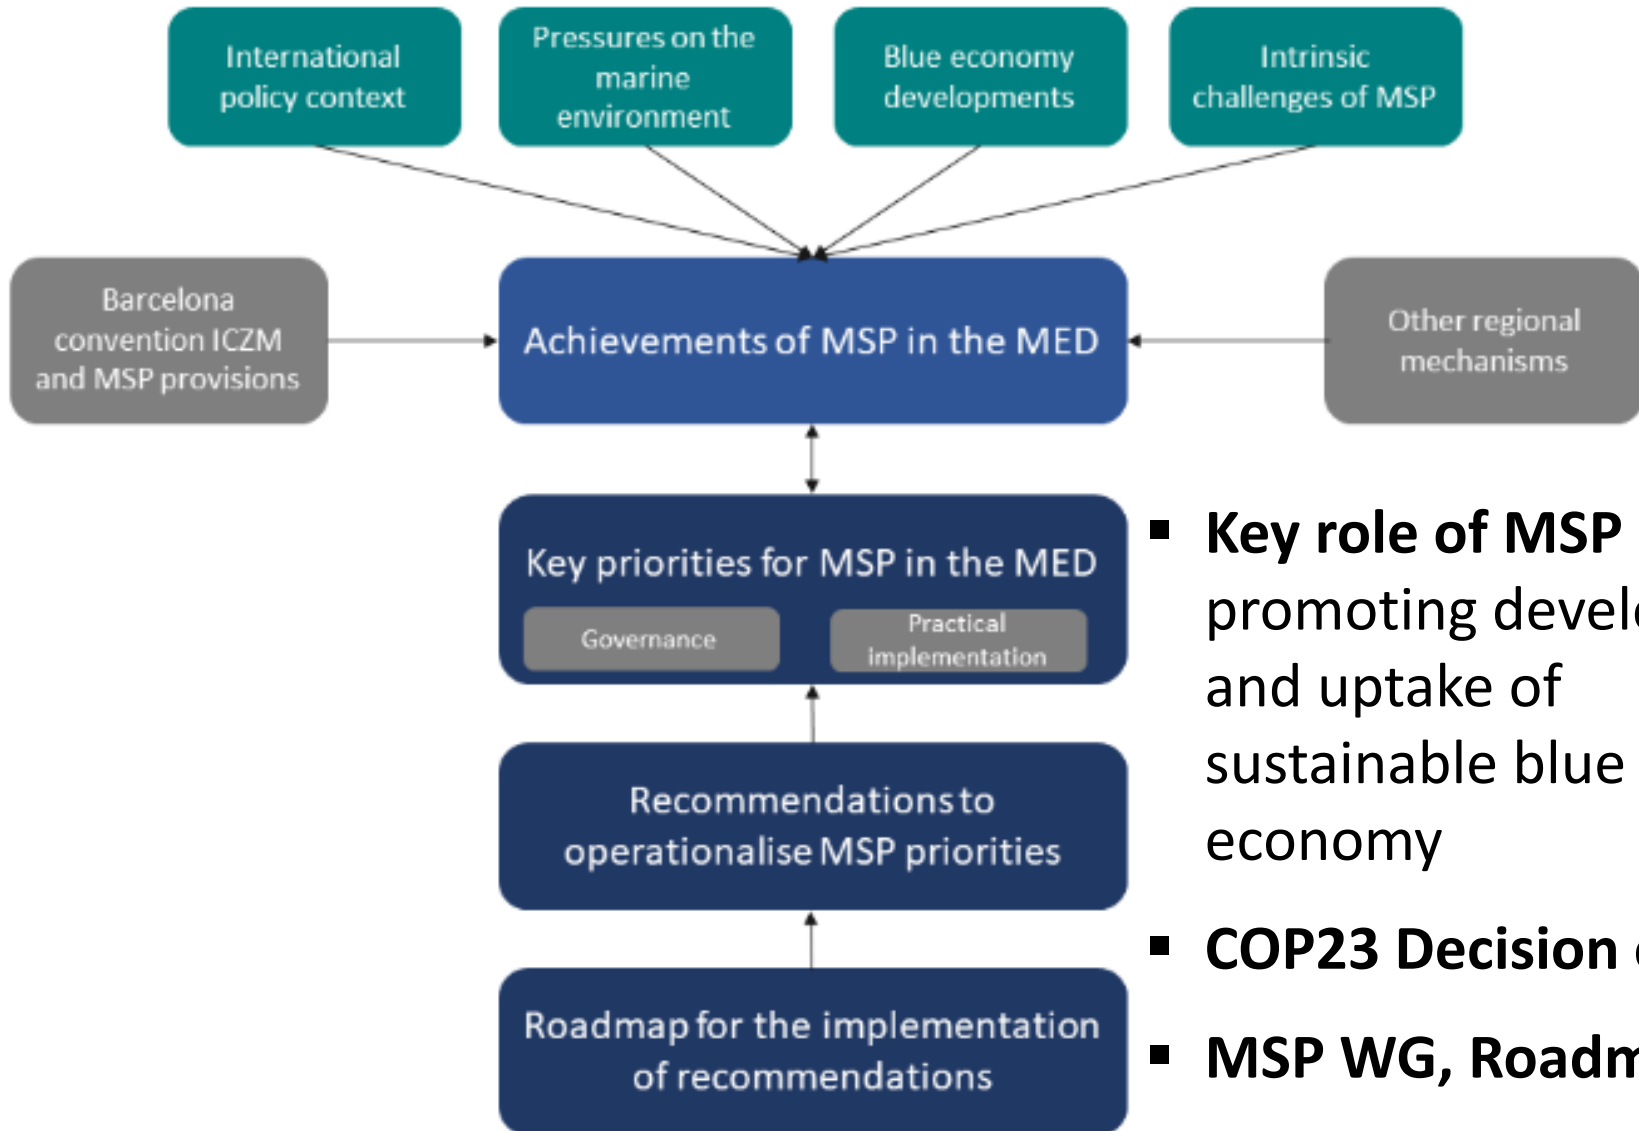 International
policy context
Pressures on the
marine
environment
Blue economy
developments
Intrinsic
challenges of MSP
Barcelona
convention ICZM
and MSP provisions
Achievements of MSP in the MED
Other regional
mechanisms
Key priorities for MSP in the MED
Governance
Practical
implementation
Recommendations to
operationalise MSP priorities
Roadmap for the implementation
of recommendations
▪ Key role of MSP
promoting
and uptake of
sustainable blue
economy
▪ COP23 Decision
▪ MSP WG,